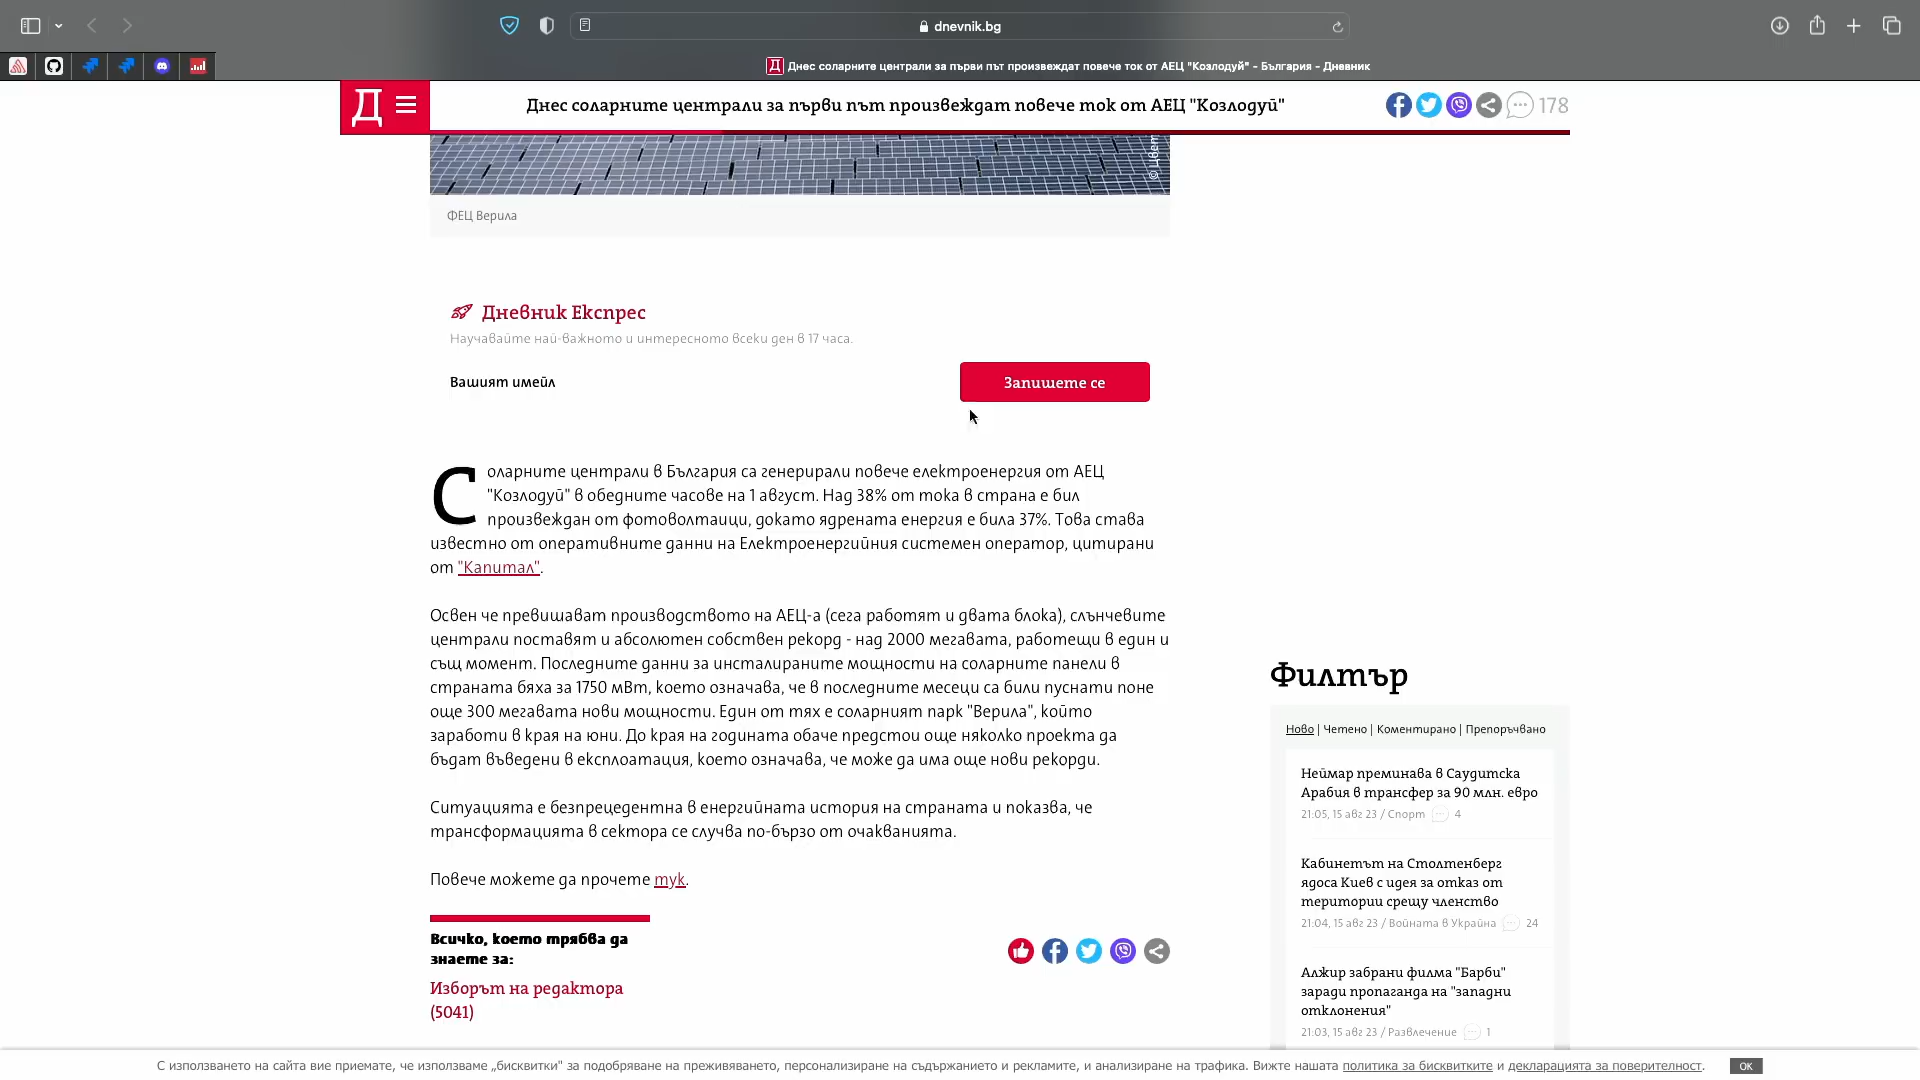 dnevnik.bg
Д Днес соларните централи за първи път произвеждат повече ток от АЕЦ "Козлодуй" - България - Дневник
Д
Днес соларните централи за първи път произвеждат повече ток от АЕЦ "Козлодуй"
178
ФЕЦ Верила
Дневник Експрес
Научавайте най-важното и интересното всеки ден в 17 часа.
Вашият имейл
Запишете се
Соларните централи в България са генерирали повече електроенергия от АЕЦ
"Козлодуй" в обедните часове на 1 август. Над 38% от тока в страна е бил
произвеждан от фотоволтаици, докато ядрената енергия е била 37%. Това става
известно от оперативните данни на Електроенергийния системен оператор, цитирани
от "Капитал".
Освен че превишават производството на АЕЦ-а (сега работят и двата блока), слънчевите
централи поставят и абсолютен собствен рекорд - над 2000 мегавата, работещи в един и
същ момент. Последните данни за инсталираните мощности на соларните панели в
страната бяха за 1750 мВт, което означава, че в последните месеци са били пуснати поне
още 300 мегавата нови мощности. Един от тях е соларният парк "Верила", който
заработи в края на юни. До края на годината обаче предстои още няколко проекта да
бъдат въведени в експлоатация, което означава, че може да има още нови рекорди.
Ситуацията е безпрецедентна в енергийната история на страната и показва, че
трансформацията в сектора се случва по-бързо от очакванията.
Повече можете да прочете тук.
Всичко, което трябва да
знаете за:
Изборът на редактора
(5041)
Филтър
Ново | Четено | Коментирано | Препоръчвано
Неймар преминава в Саудитска
Арабия в трансфер за 90 млн. евро
21:05, 15 авг 23 / Спорт 4
Кабинетът на Столтенберг
ядоса Киев с идея за отказ от
територии срещу членство
21:04, 15 авг 23 / Войната в Украйна 24
Алжир забрани филма "Барби"
заради пропаганда на "западни
отклонения"
21:03, 15 авг 23 / Развлечение 1
С използването на сайта вие приемате, че използваме „бисквитки" за подобряване на преживяването, персонализиране на съдържанието и рекламите, и анализиране на трафика. Вижте нашата политика за бисквитките и декларацията за поверителност.
OK